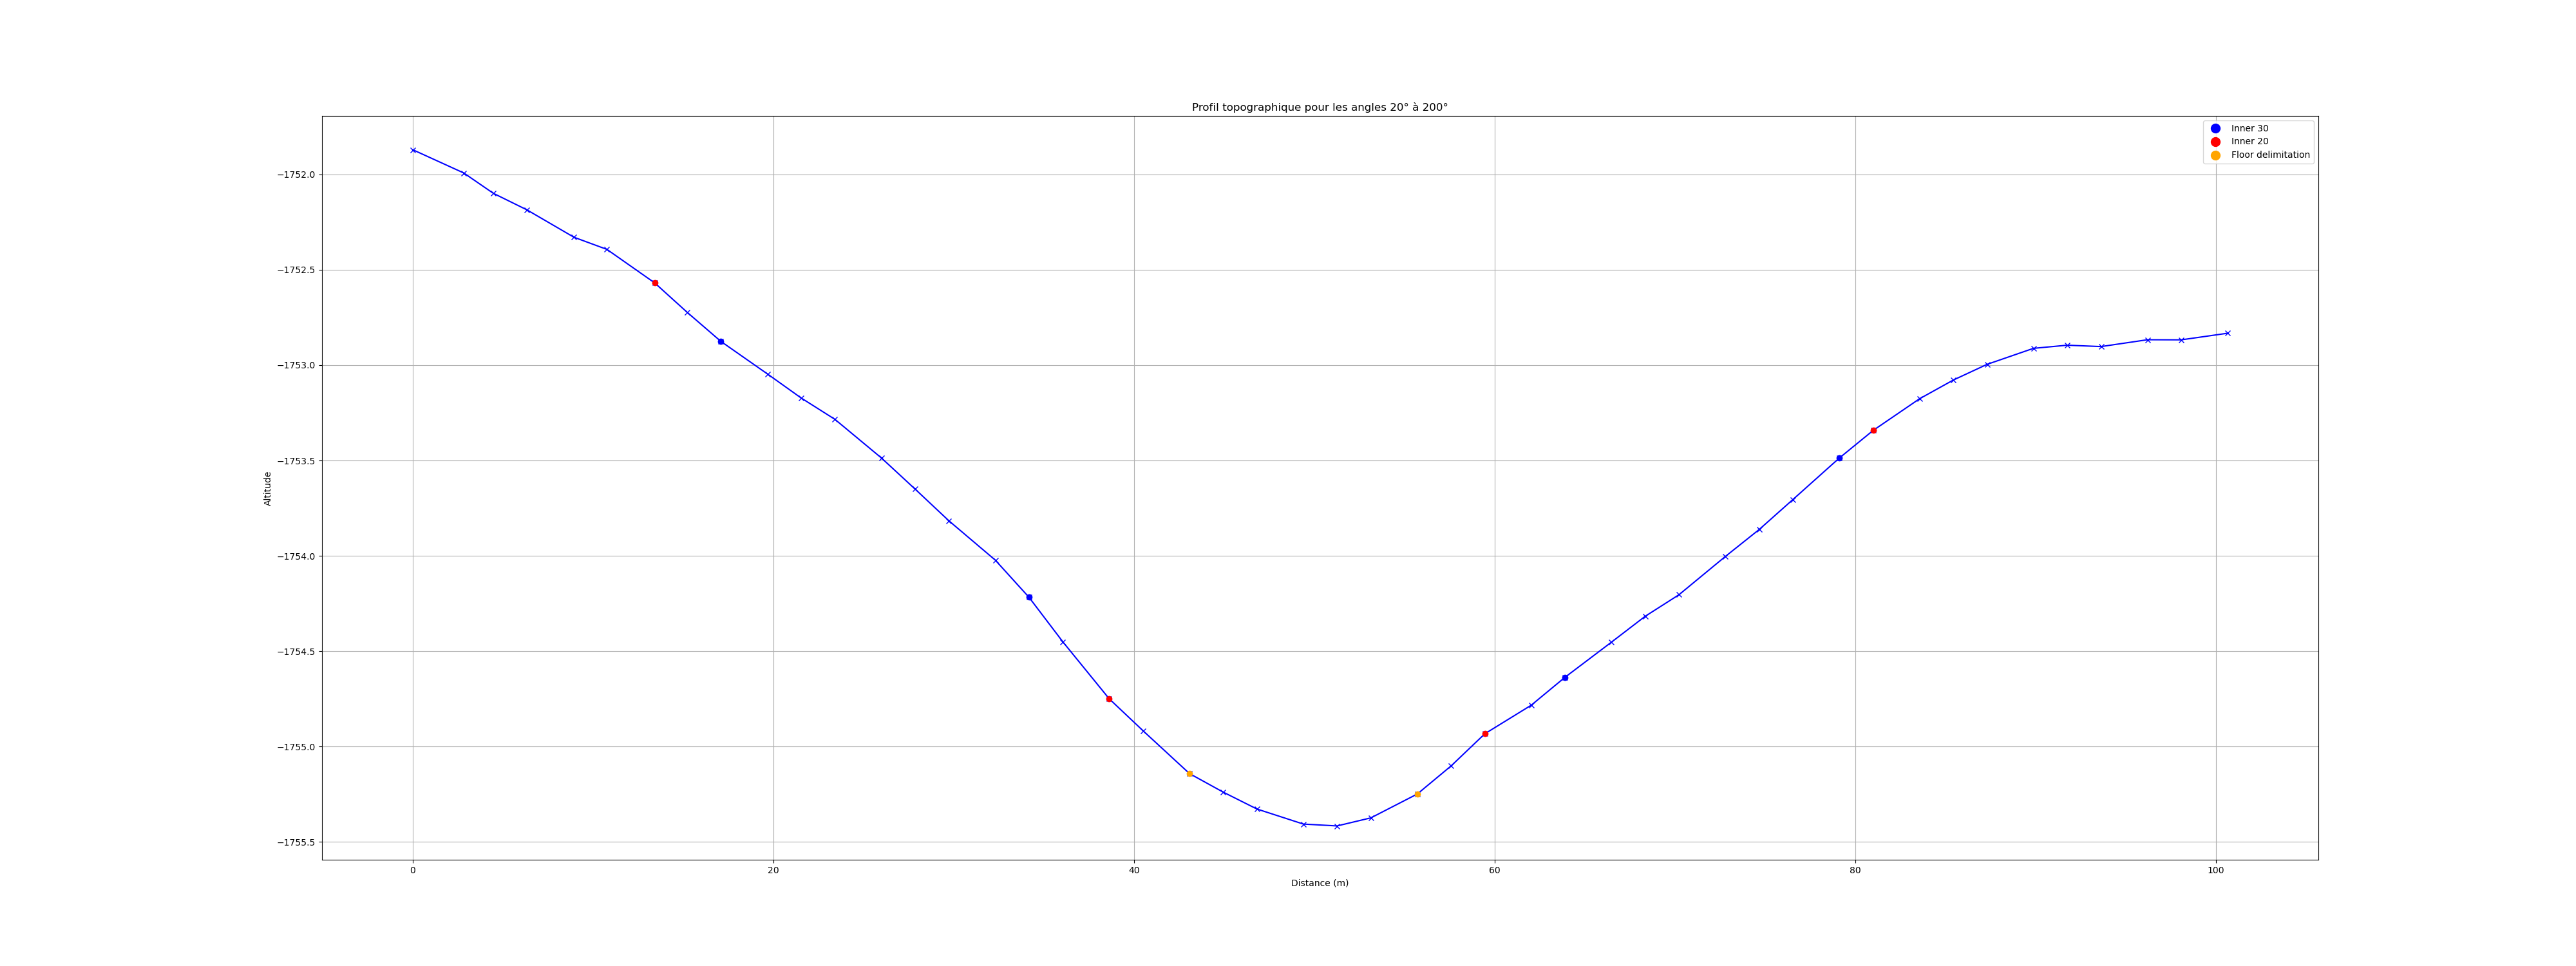 Profil topographique pour les angles 20° à 200°
Inner 30
Inner 20
Floor delimitation
−1752.0
−1752.5
−1753.0
−1753.5
−1754.0
−1754.5
−1755.0
−1755.5
Altitude
0 20 40 60 80 100
Distance (m)